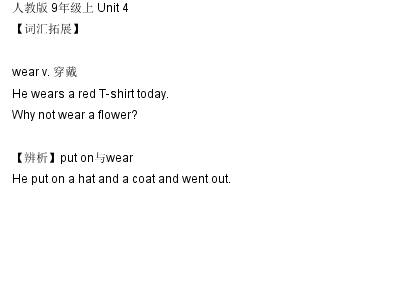 人教版 9年级上 Unit 4
【词汇拓展】
wear v. 穿戴
He wears a red T-shirt today.
Why not wear a flower?
【辨析】put on与wear
He put on a hat and a coat and went out.